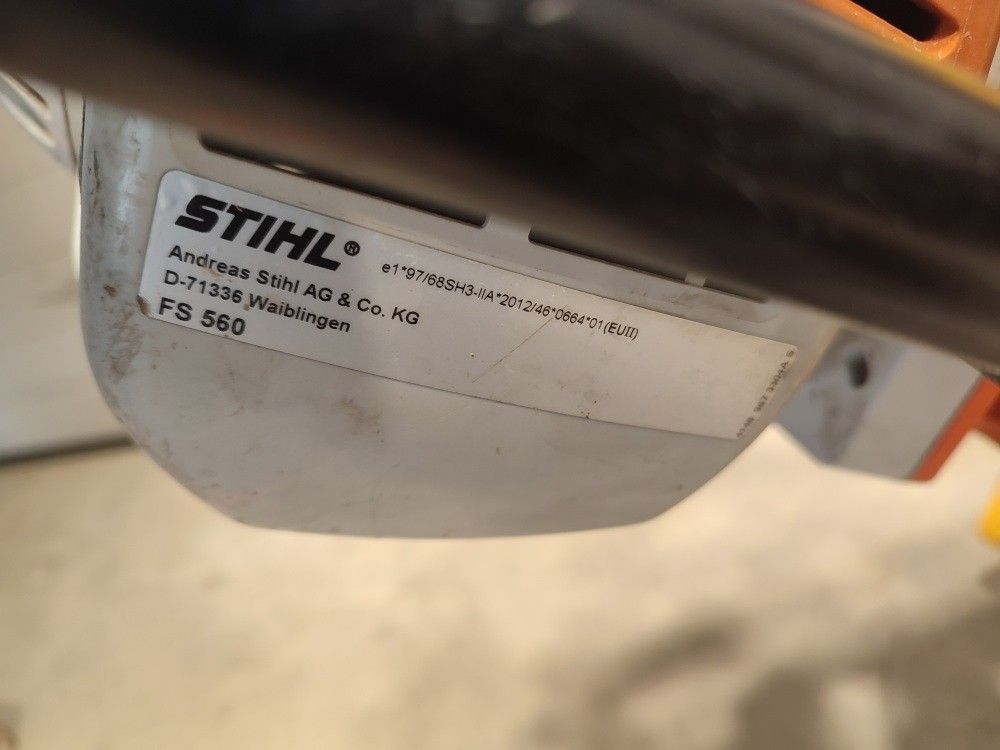 STIHL®
Andreas Stihl AG & Co. KG
D-71336 Waiblingen
FS 560
e1*97/68SH3-IIA*2012/46*0664*01(EUII)